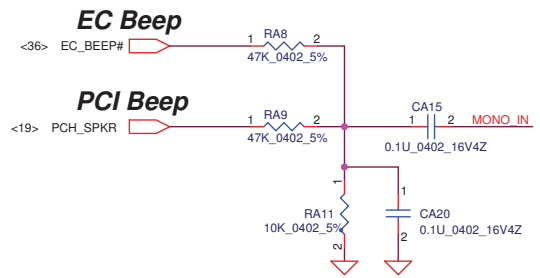 EC Beep
<36> EC_BEEP#
1 RA8 2
47K_0402_5%
PCI Beep
<19> PCH_SPKR
1 RA9 2
47K_0402_5%
CA15
1 2 MONO_IN
0.1U_0402_16V4Z
1
RA11
10K_0402_5%
2
1
CA20
0.1U_0402_16V4Z
2